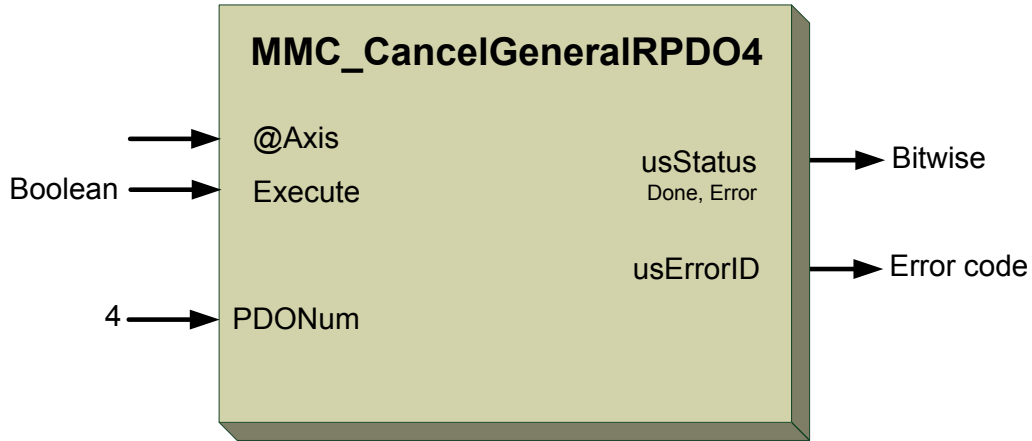 MMC_CancelGeneralRPDO4
@Axis
Boolean
Execute
usStatus
Done, Error
Bitwise
usErrorID
Error code
4
PDONum